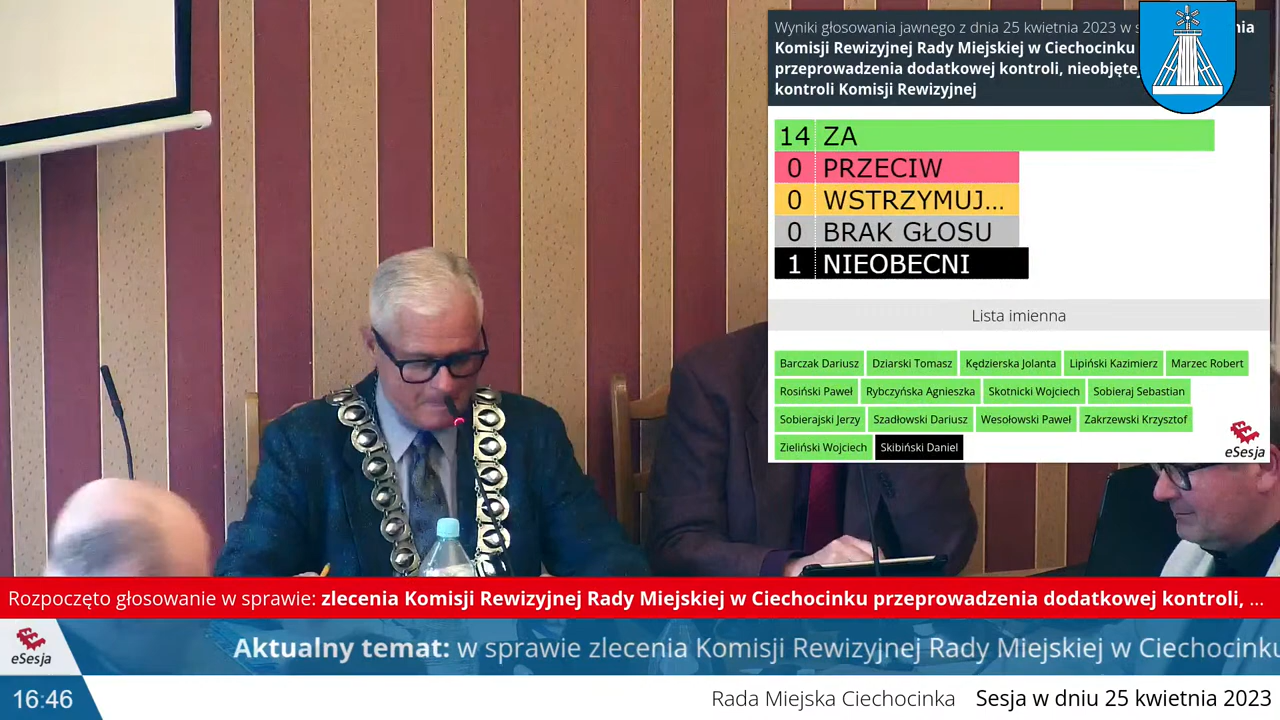 Wyniki głosowania jawnego z dnia 25 kwietnia 2023 w
Komisji Rewizyjnej Rady Miejskiej w Ciechocinku
przeprowadzenia dodatkowej kontroli,
kontroli Komisji Rewizyjnej
14 ZA
0 PRZECIW
0 WSTRZYMUJ...
0 BRAK GŁOSU
1 NIEOBECNI
Lista imienna
Barczak Dariusz Dziarski Tomasz Kędzierska Jolanta Lipiński Kazimierz Marzec Robert
Rosiński Paweł Rybczyńska Agnieszka Skotnicki Wojciech Sobieraj Sebastian
Sobierajski Jerzy Szadłowski Dariusz Wesołowski Paweł Zakrzewski Krzysztof
Zieliński Wojciech Skibiński Daniel
eSesja
Rozpoczęto głosowanie w sprawie: zlecenia Komisji Rewizyjnej Rady Miejskiej w Ciechocinku przeprowadzenia dodatkowej kontroli, ...
eSesja
Aktualny temat: w sprawie zlecenia Komisji Rewizyjnej Rady Miejskiej w Ciechocinku
16:46
Rada Miejska Ciechocinka Sesja w dniu 25 kwietnia 2023